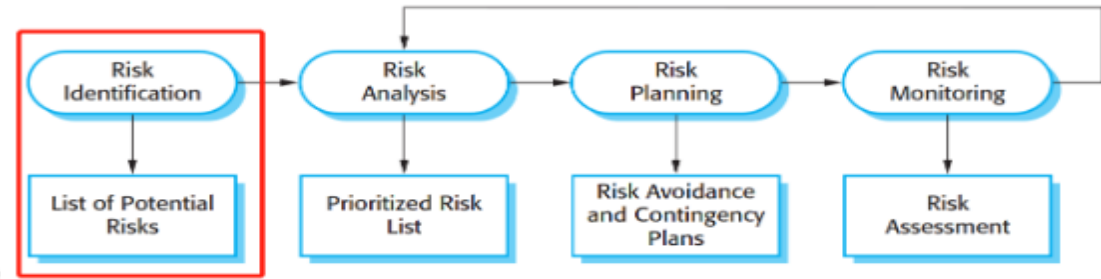 Risk
Identification
Risk
Analysis
Risk
Planning
Risk
Monitoring
List of Potential
Risks
Prioritized Risk
List
Risk Avoidance
and Contingency
Plans
Risk
Assessment